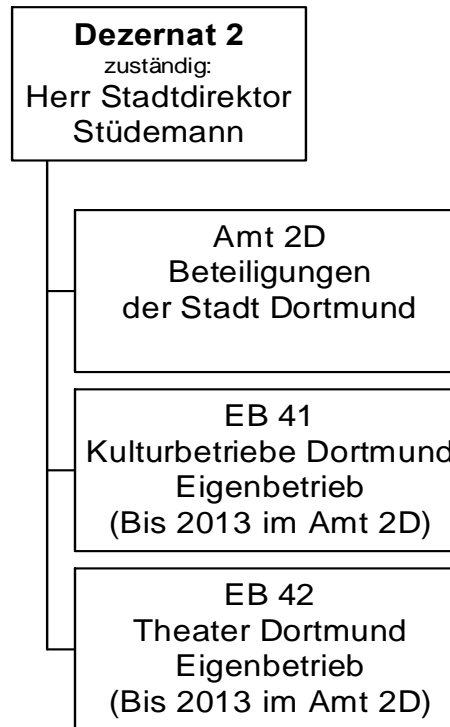 Dezernat 2
zuständig:
Herr Stadtdirektor
Stüdemann
Amt 2D
Beteiligungen
der Stadt Dortmund
EB 41
Kulturbetriebe Dortmund
Eigenbetrieb
(Bis 2013 im Amt 2D)
EB 42
Theater Dortmund
Eigenbetrieb
(Bis 2013 im Amt 2D)